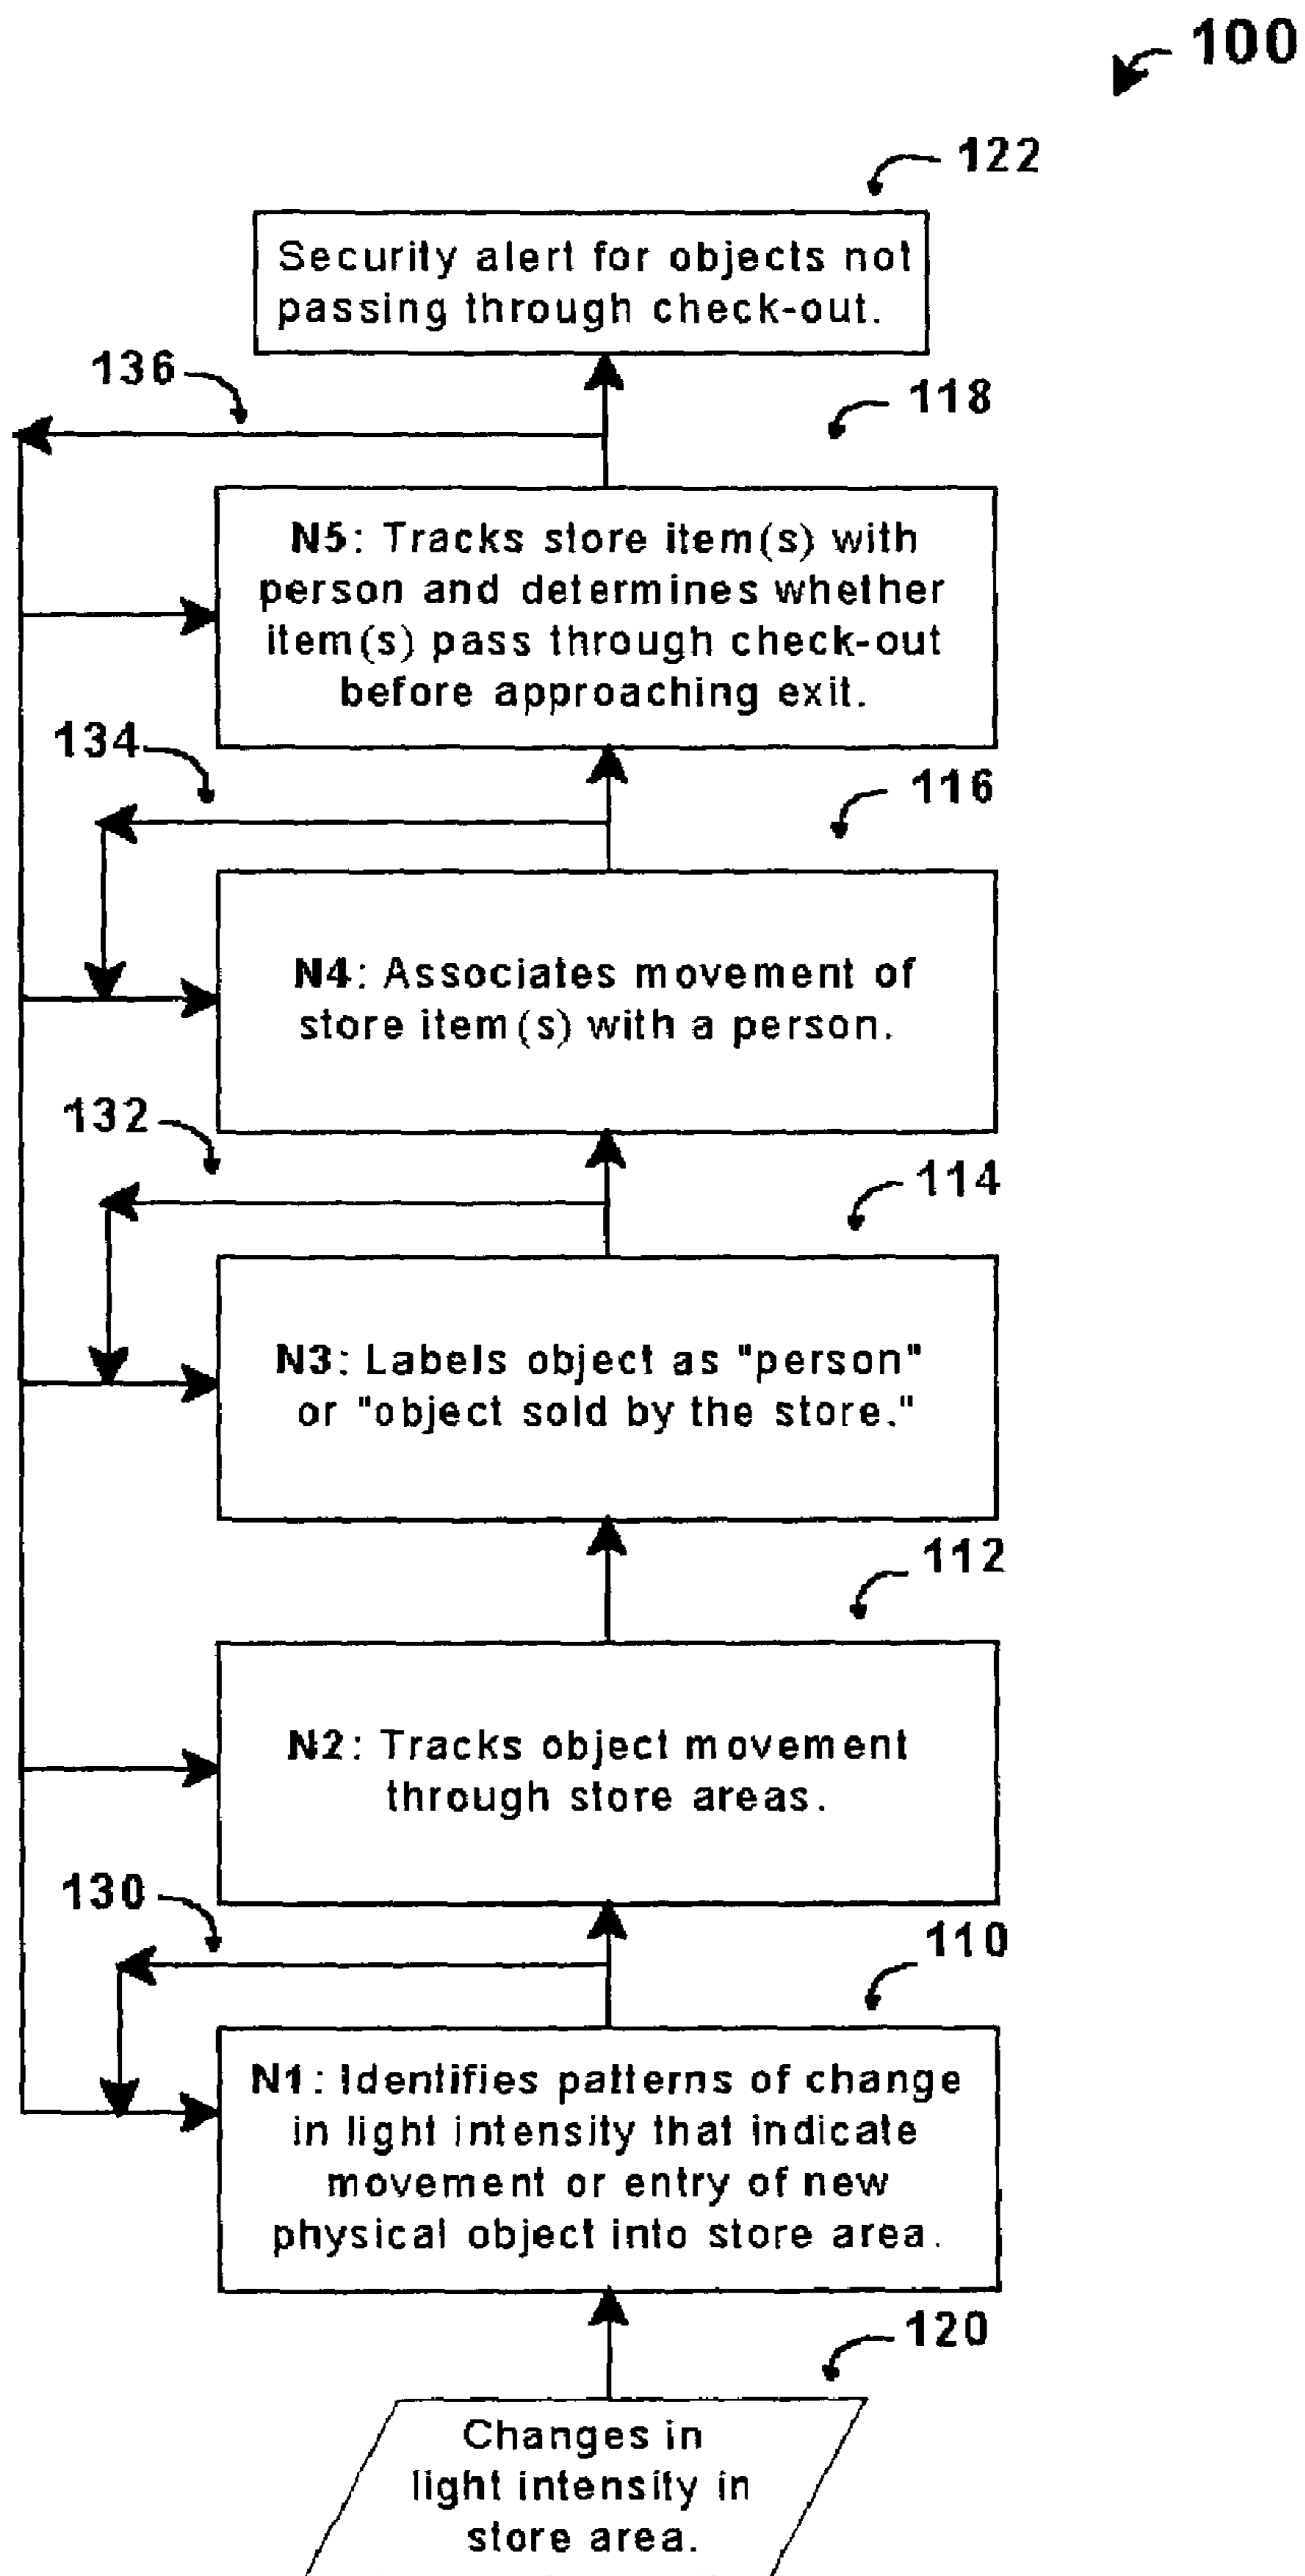 100
122
Security alert for objects not
passing through check-out.
136
118
N5: Tracks store item(s) with
person and determines whether
item(s) pass through check-out
before approaching exit.
134
116
N4: Associates movement of
store item(s) with a person.
132
114
N3: Labels object as "person"
or "object sold by the store."
112
N2: Tracks object movement
through store areas.
130
110
N1: Identifies patterns of change
in light intensity that indicate
movement or entry of new
physical object into store area.
120
Changes in
light intensity in
store area.